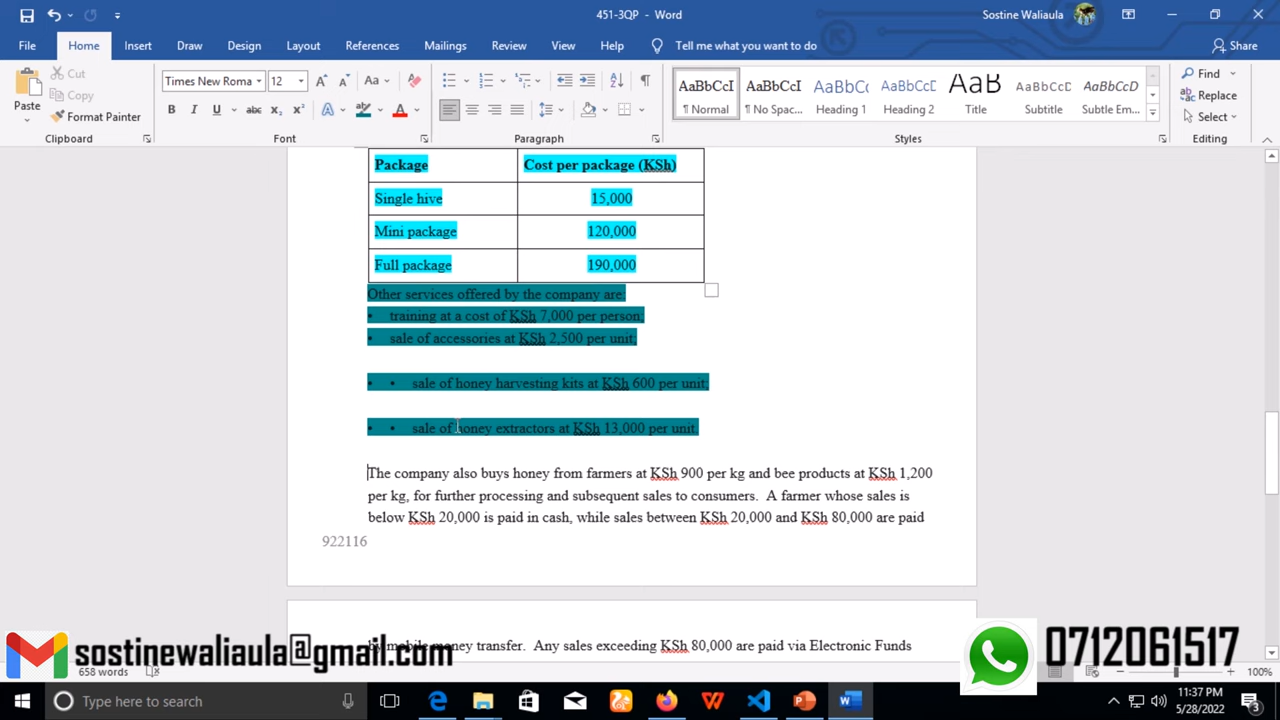 451-3QP - Word
Sostine Waliaula
File Home Insert Draw Design Layout References Mailings Review View Help Tell me what you want to do Share
Paste
Cut
Copy
Format Painter
Clipboard
Times New Roma 12
Font
Paragraph
AaBbCcI AaBbCcI AaBbCc AaBbCcI AaB AaBbCcI AaBbCcI
¶ Normal ¶ No Spac... Heading 1 Heading 2 Title Subtitle Subtle Em...
Styles
Find
Replace
Select
Editing
Package Cost per package (KSh)
Single hive 15,000
Mini package 120,000
Full package 190,000
Other services offered by the company are:
• training at a cost of KSh 7,000 per person;
• sale of accessories at KSh 2,500 per unit;
• • sale of honey harvesting kits at KSh 600 per unit;
• • sale of honey extractors at KSh 13,000 per unit.
The company also buys honey from farmers at KSh 900 per kg and bee products at KSh 1,200
per kg, for further processing and subsequent sales to consumers. A farmer whose sales is
below KSh 20,000 is paid in cash, while sales between KSh 20,000 and KSh 80,000 are paid
922116
by mobile money transfer. Any sales exceeding KSh 80,000 are paid via Electronic Funds
sostinewaliaula@gmail.com
0712061517
658 words
100%
Type here to search
11:37 PM
5/28/2022
3